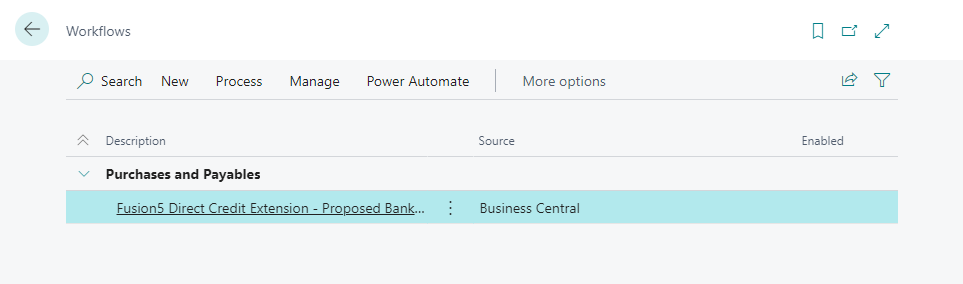 Workflows
Search New Process Manage Power Automate More options
Description Source Enabled
Purchases and Payables
Fusion5 Direct Credit Extension - Proposed Bank... Business Central